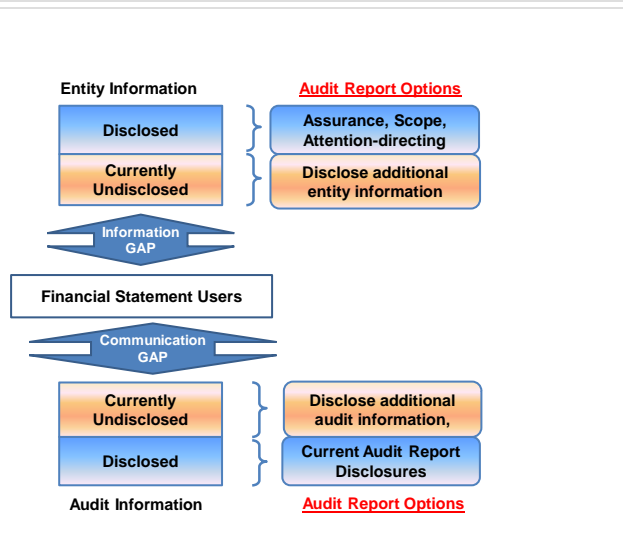 Entity Information
Audit Report Options
Disclosed
Assurance, Scope,
Attention-directing
Currently
Undisclosed
Disclose additional
entity information
Information
GAP
Financial Statement Users
Communication
GAP
Currently
Undisclosed
Disclose additional
audit information,
Disclosed
Current Audit Report
Disclosures
Audit Information
Audit Report Options